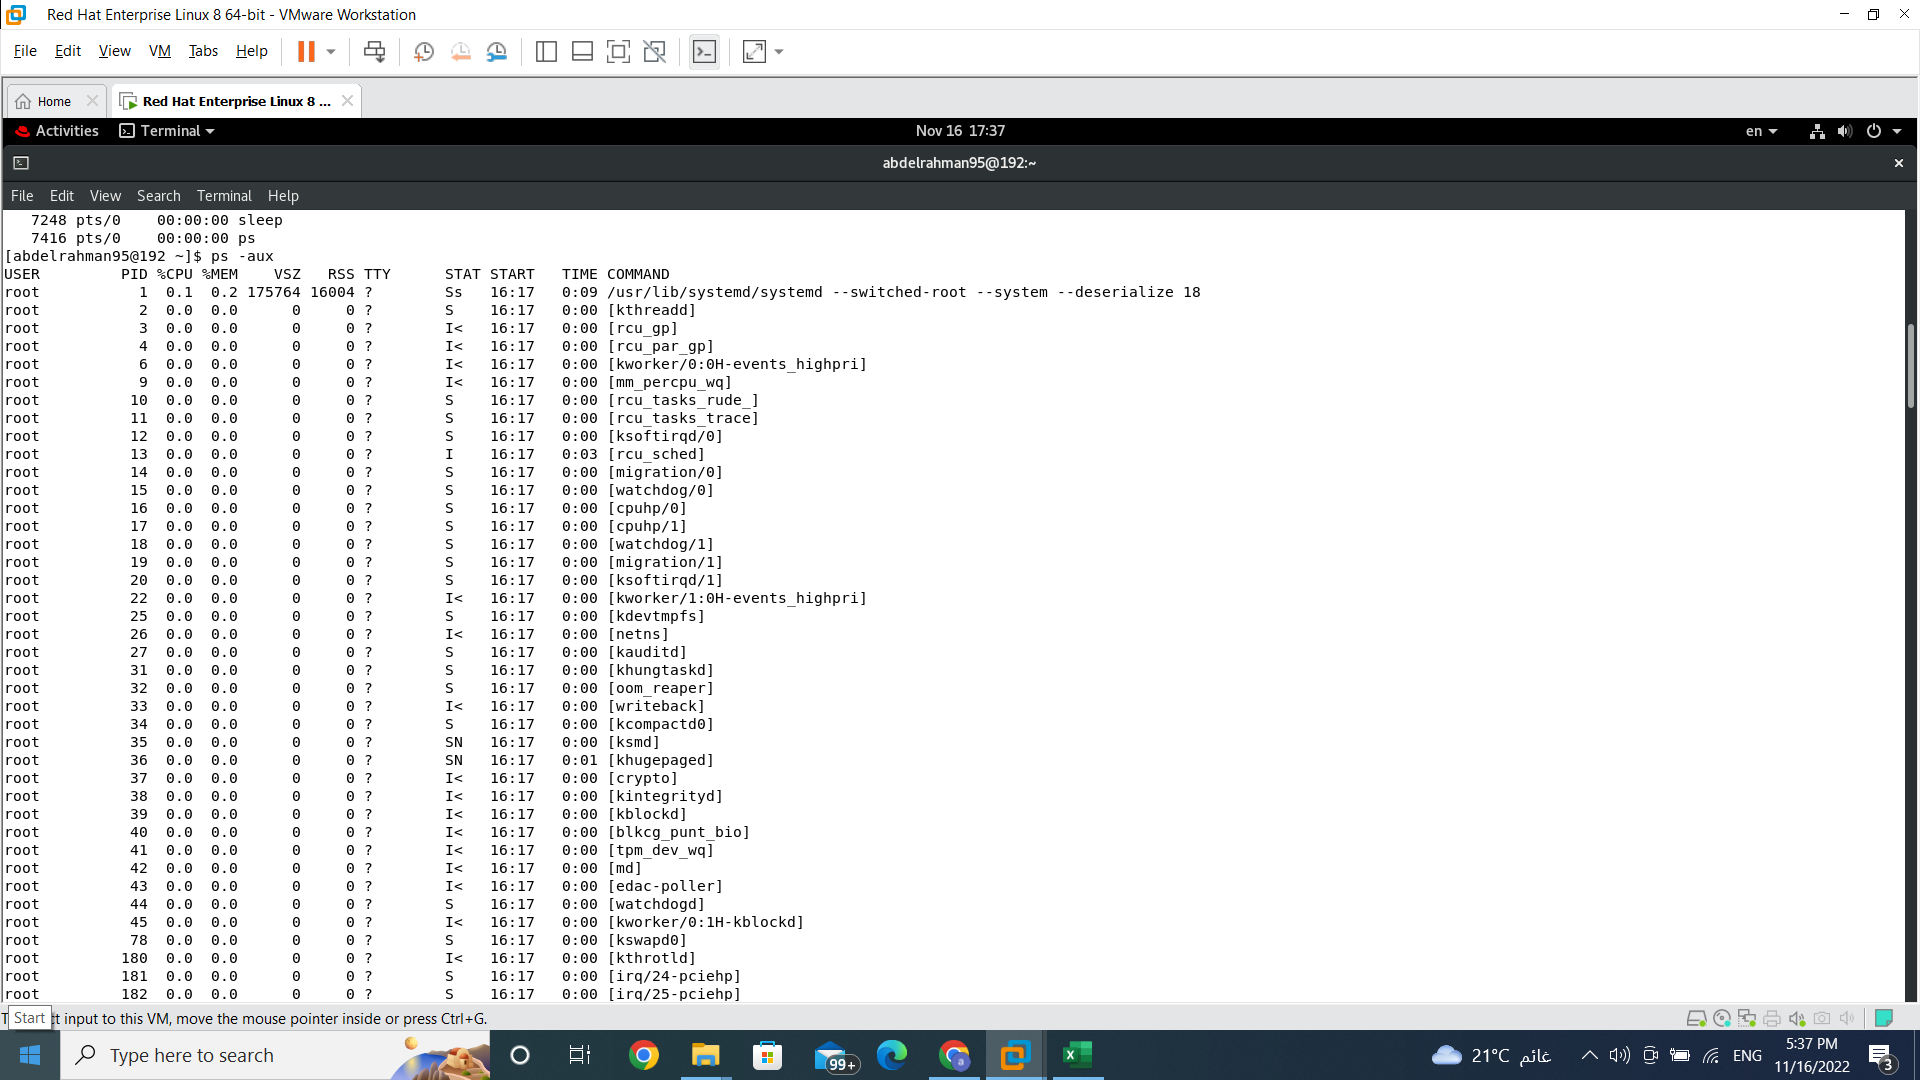 Red Hat Enterprise Linux 8 64-bit - VMware Workstation
File Edit View VM Tabs Help
Home Red Hat Enterprise Linux 8 ...
Activities Terminal Nov 16 17:37 en
abdelrahman95@192:~
File Edit View Search Terminal Help
7248 pts/0 00:00:00 sleep
7416 pts/0 00:00:00 ps
[abdelrahman95@192 ~]$ ps -aux
USER PID %CPU %MEM VSZ RSS TTY STAT START TIME COMMAND
root 1 0.1 0.2 175764 16004 ? Ss 16:17 0:09 /usr/lib/systemd/systemd --switched-root --system --deserialize 18
root 2 0.0 0.0 0 0 ? S 16:17 0:00 [kthreadd]
root 3 0.0 0.0 0 0 ? I< 16:17 0:00 [rcu_gp]
root 4 0.0 0.0 0 0 ? I< 16:17 0:00 [rcu_par_gp]
root 6 0.0 0.0 0 0 ? I< 16:17 0:00 [kworker/0:0H-events_highpri]
root 9 0.0 0.0 0 0 ? I< 16:17 0:00 [mm_percpu_wq]
root 10 0.0 0.0 0 0 ? S 16:17 0:00 [rcu_tasks_rude_]
root 11 0.0 0.0 0 0 ? S 16:17 0:00 [rcu_tasks_trace]
root 12 0.0 0.0 0 0 ? S 16:17 0:00 [ksoftirqd/0]
root 13 0.0 0.0 0 0 ? I 16:17 0:03 [rcu_sched]
root 14 0.0 0.0 0 0 ? S 16:17 0:00 [migration/0]
root 15 0.0 0.0 0 0 ? S 16:17 0:00 [watchdog/0]
root 16 0.0 0.0 0 0 ? S 16:17 0:00 [cpuhp/0]
root 17 0.0 0.0 0 0 ? S 16:17 0:00 [cpuhp/1]
root 18 0.0 0.0 0 0 ? S 16:17 0:00 [watchdog/1]
root 19 0.0 0.0 0 0 ? S 16:17 0:00 [migration/1]
root 20 0.0 0.0 0 0 ? S 16:17 0:00 [ksoftirqd/1]
root 22 0.0 0.0 0 0 ? I< 16:17 0:00 [kworker/1:0H-events_highpri]
root 25 0.0 0.0 0 0 ? S 16:17 0:00 [kdevtmpfs]
root 26 0.0 0.0 0 0 ? I< 16:17 0:00 [netns]
root 27 0.0 0.0 0 0 ? S 16:17 0:00 [kauditd]
root 31 0.0 0.0 0 0 ? S 16:17 0:00 [khungtaskd]
root 32 0.0 0.0 0 0 ? S 16:17 0:00 [oom_reaper]
root 33 0.0 0.0 0 0 ? I< 16:17 0:00 [writeback]
root 34 0.0 0.0 0 0 ? S 16:17 0:00 [kcompactd0]
root 35 0.0 0.0 0 0 ? SN 16:17 0:00 [ksmd]
root 36 0.0 0.0 0 0 ? SN 16:17 0:01 [khugepaged]
root 37 0.0 0.0 0 0 ? I< 16:17 0:00 [crypto]
root 38 0.0 0.0 0 0 ? I< 16:17 0:00 [kintegrityd]
root 39 0.0 0.0 0 0 ? I< 16:17 0:00 [kblockd]
root 40 0.0 0.0 0 0 ? I< 16:17 0:00 [blkcg_punt_bio]
root 41 0.0 0.0 0 0 ? I< 16:17 0:00 [tpm_dev_wq]
root 42 0.0 0.0 0 0 ? I< 16:17 0:00 [md]
root 43 0.0 0.0 0 0 ? I< 16:17 0:00 [edac-poller]
root 44 0.0 0.0 0 0 ? S 16:17 0:00 [watchdogd]
root 45 0.0 0.0 0 0 ? I< 16:17 0:00 [kworker/0:1H-kblockd]
root 78 0.0 0.0 0 0 ? S 16:17 0:00 [kswapd0]
root 180 0.0 0.0 0 0 ? I< 16:17 0:00 [kthrotld]
root 181 0.0 0.0 0 0 ? S 16:17 0:00 [irq/24-pciehp]
root 182 0.0 0.0 0 0 ? S 16:17 0:00 [irq/25-pciehp]
Start input to this VM, move the mouse pointer inside or press Ctrl+G.
Type here to search 99+ 21°C غائم ENG 5:37 PM
11/16/2022 3